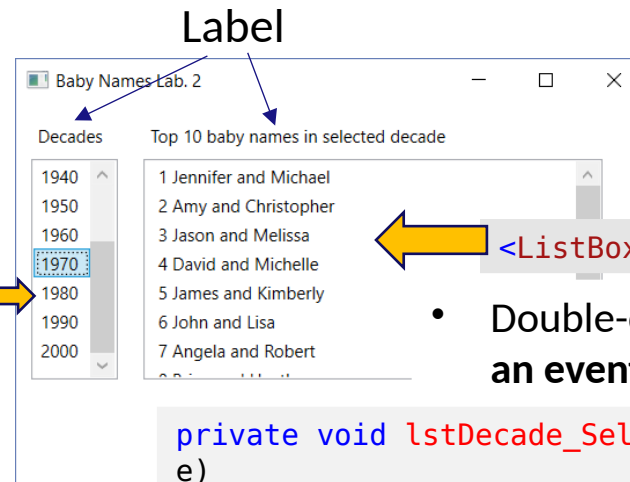 Label
Baby Names Lab. 2
Decades Top 10 baby names in selected decade
1940 1 Jennifer and Michael
1950 2 Amy and Christopher
1960 3 Jason and Melissa
<ListBox
1970 4 David and Michelle
1980 5 James and Kimberly
• Double-
1990 6 John and Lisa
2000 7 Angela and Robert
an event
private void lstDecade_Sel
e)